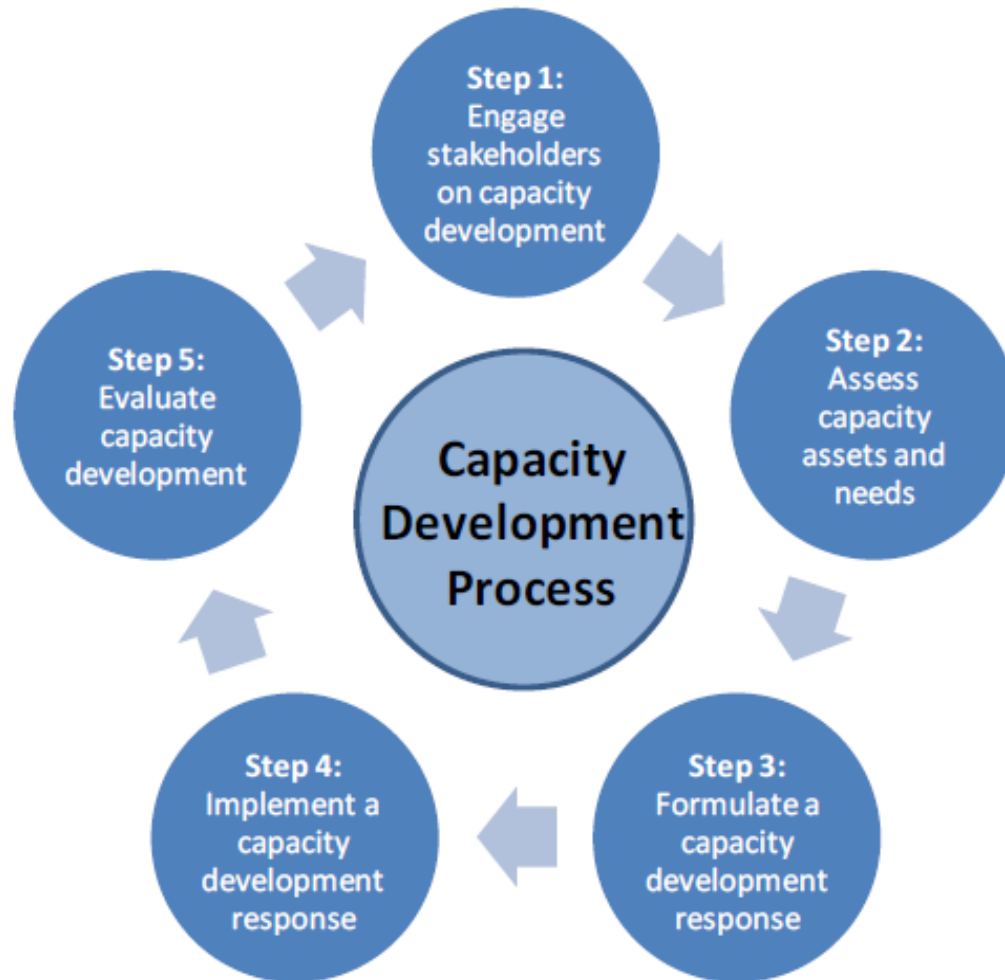 Step 1:
Engage
stakeholders
on capacity
development
Step 2:
Assess
capacity
assets and
needs
Step 3:
Formulate a
capacity
development
response
Step 4:
Implement a
capacity
development
response
Step 5:
Evaluate
capacity
development
Capacity
Development
Process